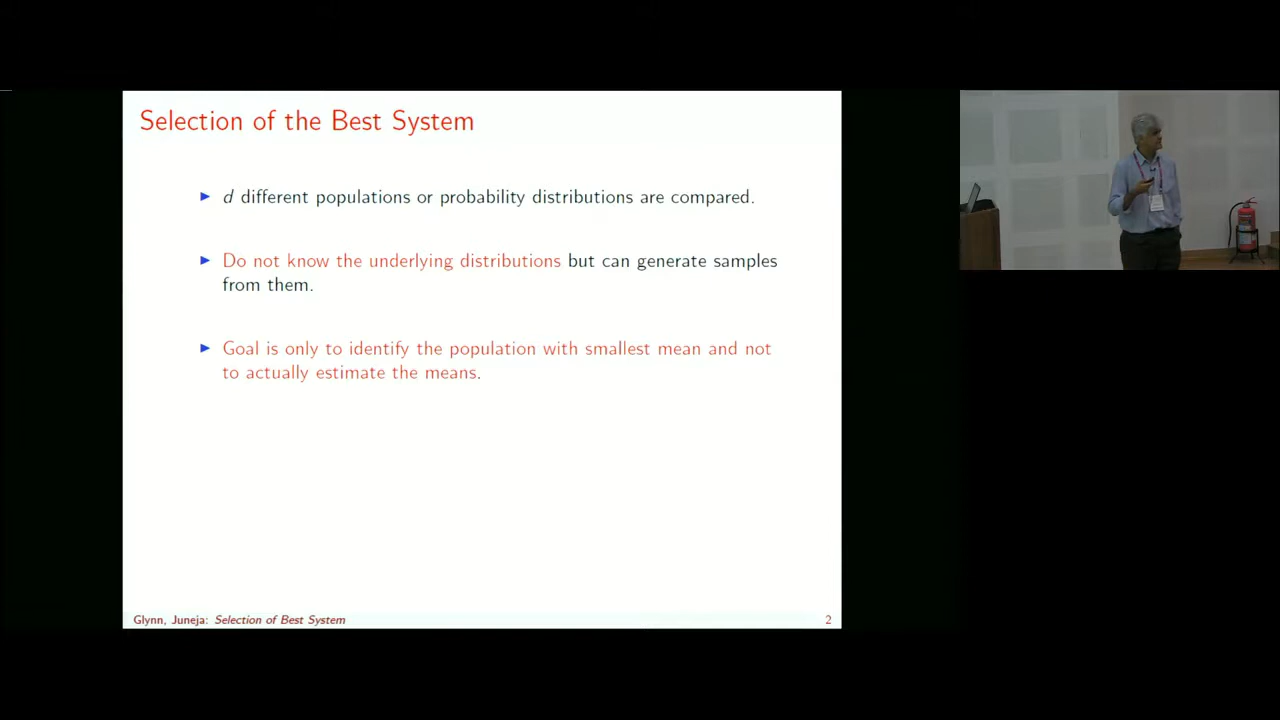 Selection of the Best System
▶ d different populations or probability distributions are compared.
▶ Do not know the underlying distributions but can generate samples
from them.
▶ Goal is only to identify the population with smallest mean and not
to actually estimate the means.
Glynn, Juneja: Selection of Best System
2